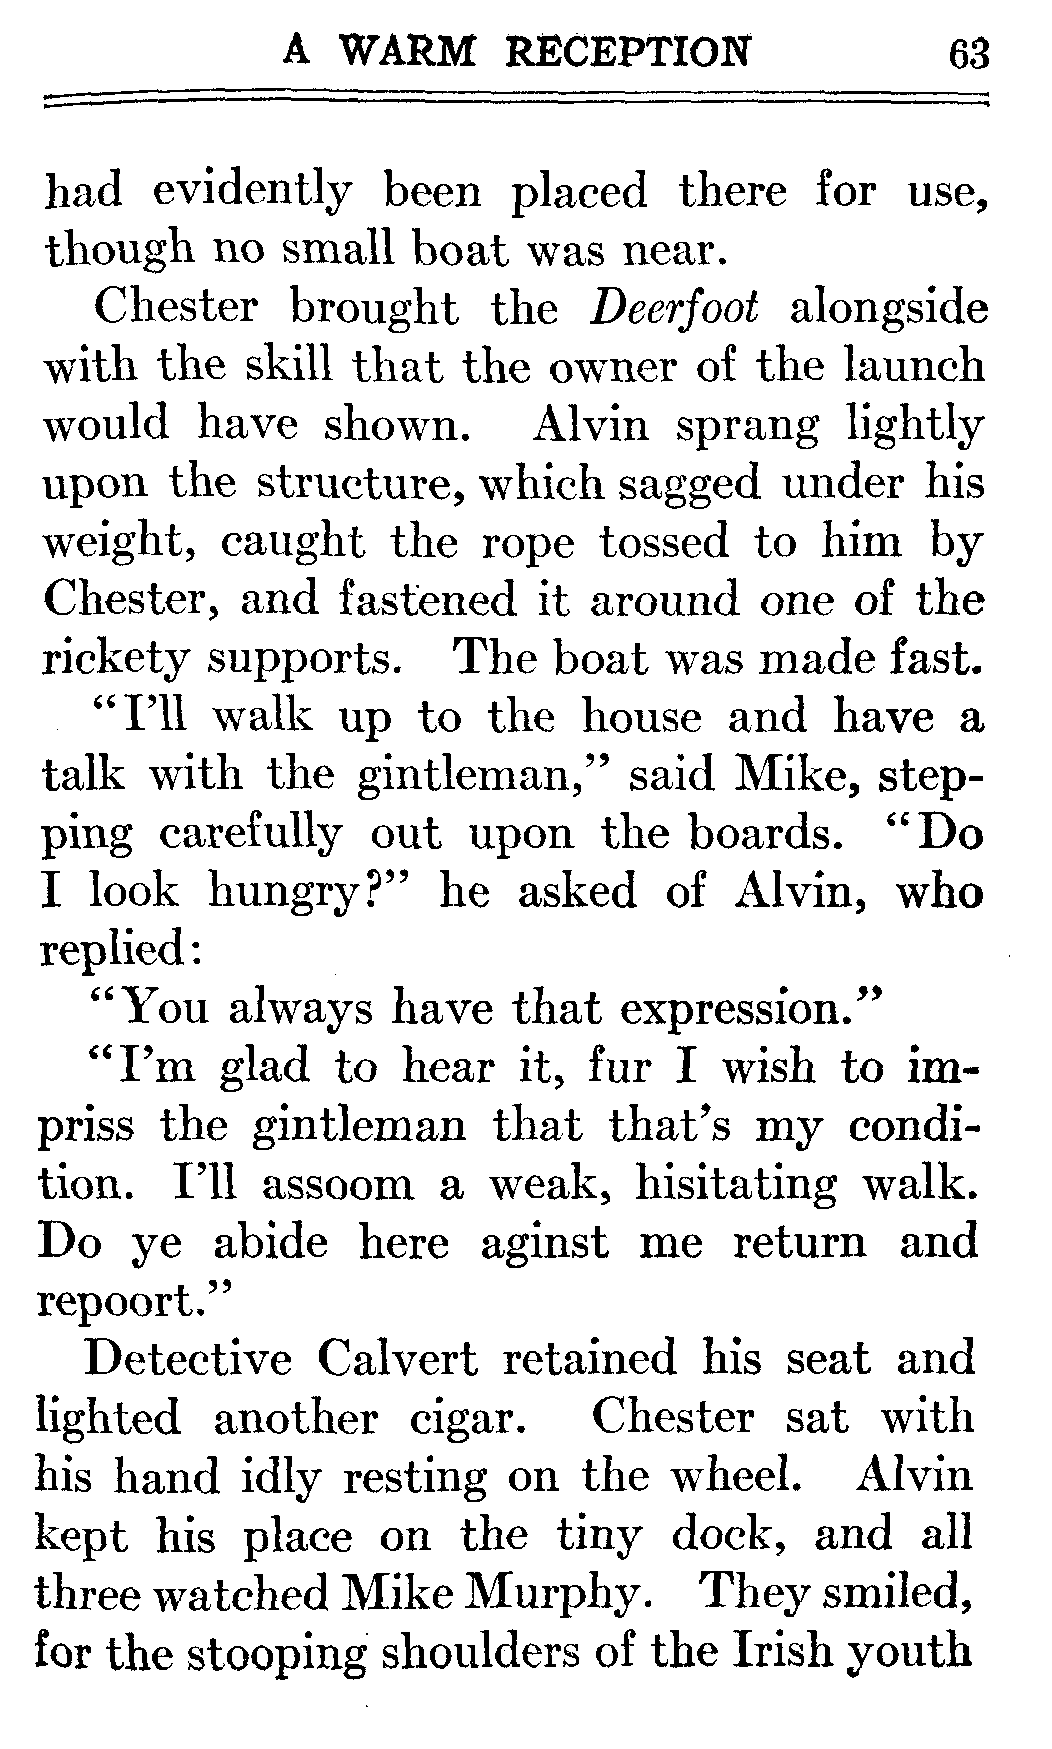 A WARM RECEPTION 63
had evidently been placed there for use,
though no small boat was near.
Chester brought the Deerfoot alongside
with the skill that the owner of the launch
would have shown. Alvin sprang lightly
upon the structure, which sagged under his
weight, caught the rope tossed to him by
Chester, and fastened it around one of the
rickety supports. The boat was made fast.
“I’ll walk up to the house and have a
talk with the gintleman,” said Mike, step-
ping carefully out upon the boards. “Do
I look hungry?” he asked of Alvin, who
replied:
“You always have that expression.”
“I’m glad to hear it, fur I wish to im-
priss the gintleman that that’s my condi-
tion. I’ll assoom a weak, hisitating walk.
Do ye abide here aginst me return and
repoort.”
Detective Calvert retained his seat and
lighted another cigar. Chester sat with
his hand idly resting on the wheel. Alvin
kept his place on the tiny dock, and all
three watched Mike Murphy. They smiled,
for the stooping shoulders of the Irish youth